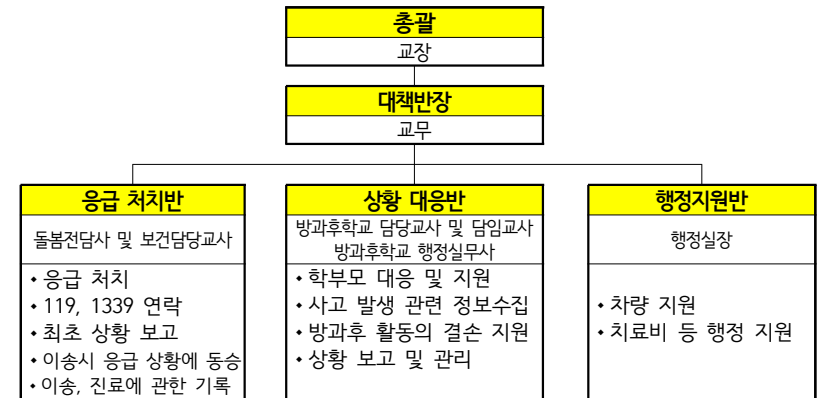 총괄
교장
대책반장
교무
응급 처치반
돌봄전담사 및 보건담당교사
• 응급 처치
• 119, 1339 연락
• 최초 상황 보고
• 이송시 응급 상황에 동승
• 이송, 진료에 관한 기록
상황 대응반
방과후학교 담당교사 및 담임교사
방과후학교 행정실무사
• 학부모 대응 및 지원
• 사고 발생 관련 정보수집
• 방과후 활동의 결손 지원
• 상황 보고 및 관리
행정지원반
행정실장
• 차량 지원
• 치료비 등 행정 지원